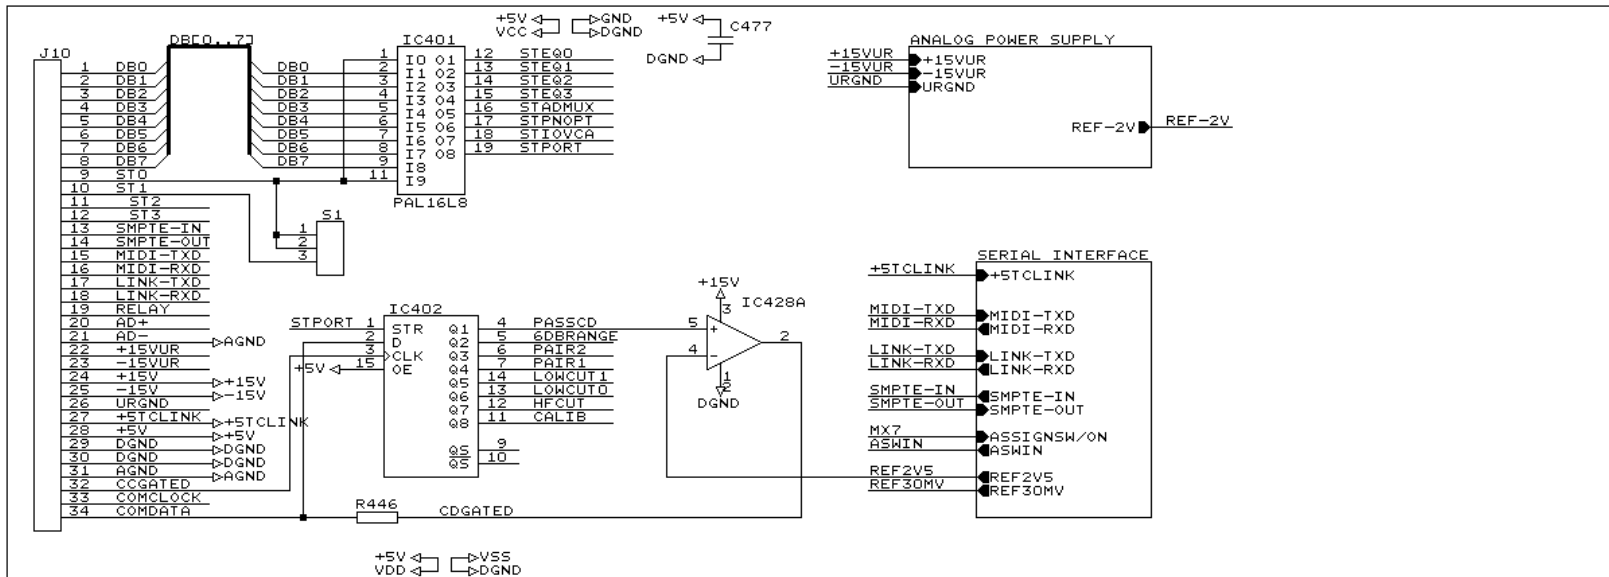 +5V GND +5V C477
VCC DGND
DGND
J10 DB[0..7] IC401
1 DB0 DB0
2 DB1 DB1
3 DB2 DB2
4 DB3 DB3
5 DB4 DB4
6 DB5 DB5
7 DB6 DB6
8 DB7 DB7
9 ST0
10 ST1
11 ST2
12 ST3
13 SMPTE-IN
14 SMPTE-OUT
15 MIDI-TXD
16 MIDI-RXD
17 LINK-TXD
18 LINK-RXD
19 RELAY
20 AD+
21 AD- AGND
22 +15VUR
23 -15VUR
24 +15V +15V
25 -15V -15V
26 URGND
27 +5TCLINK +5TCLINK
28 +5V +5V
29 DGND DGND
30 DGND DGND
31 AGND AGND
32 CCGATED
33 COMCLOCK
34 COMDATA
1 I0 O1 12 STEQ0
2 I1 O2 13 STEQ1
3 I2 O3 14 STEQ2
4 I3 O4 15 STEQ3
5 I4 O5 16 STADMUX
6 I5 O6 17 STPNOPT
7 I6 O7 18 STIOVCA
8 I7 O8 19 STPORT
9 I8
11 I9
PAL16L8
S1
1
2
3
IC402
STPORT 1 STR Q1 4 PASSCD
2 D Q2 5 6DBRANGE
3 CLK Q3 6 PAIR2
+5V 15 OE Q4 7 PAIR1
Q5 14 LOWCUT1
Q6 13 LOWCUT0
Q7 12 HFCUT
Q8 11 CALIB
QS 9
QS 10
+15V
3 IC428A
5 + 2
4 -
1
2
DGND
R446 CDGATED
+5V VSS
VDD DGND
ANALOG POWER SUPPLY
+15VUR +15VUR
-15VUR -15VUR
URGND URGND
REF-2V REF-2V
SERIAL INTERFACE
+5TCLINK +5TCLINK
MIDI-TXD MIDI-TXD
MIDI-RXD MIDI-RXD
LINK-TXD LINK-TXD
LINK-RXD LINK-RXD
SMPTE-IN SMPTE-IN
SMPTE-OUT SMPTE-OUT
MX7 ASSIGNSW/ON
ASWIN ASWIN
REF2V5 REF2V5
REF30MV REF30MV